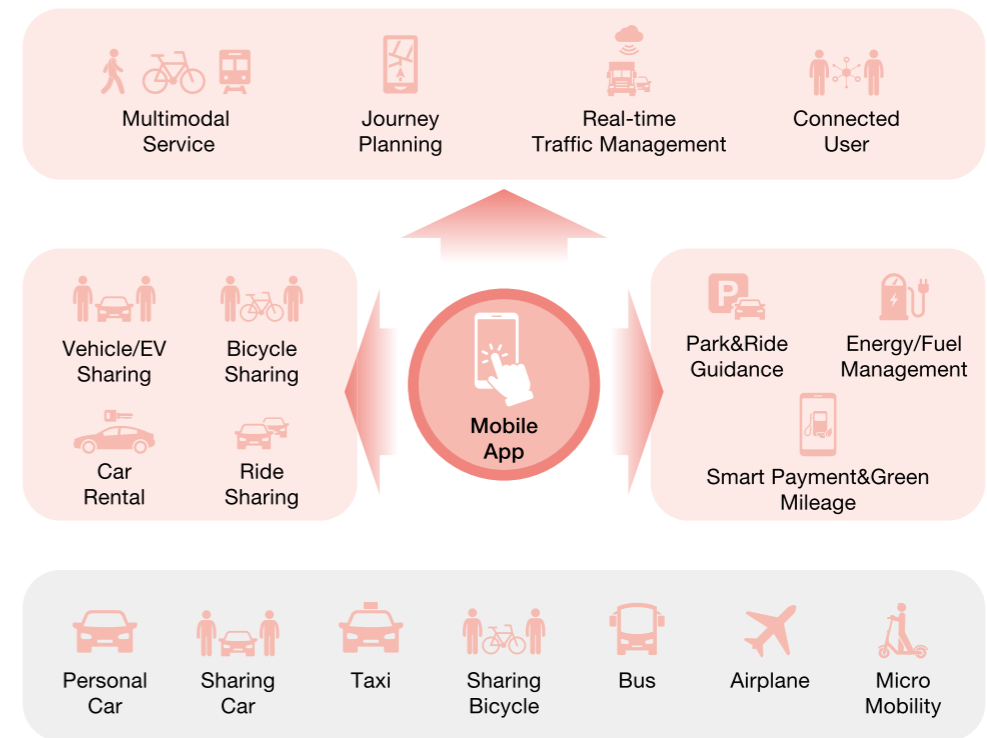 Multimodal
Service
Journey
Planning
Real-time
Traffic Management
Connected
User
Vehicle/EV
Sharing
Bicycle
Sharing
Car
Rental
Ride
Sharing
Mobile
App
P
Park&Ride
Guidance
Energy/Fuel
Management
Smart Payment&Green
Mileage
Personal
Car
Sharing
Car
Taxi
Sharing
Bicycle
Bus
Airplane
Micro
Mobility